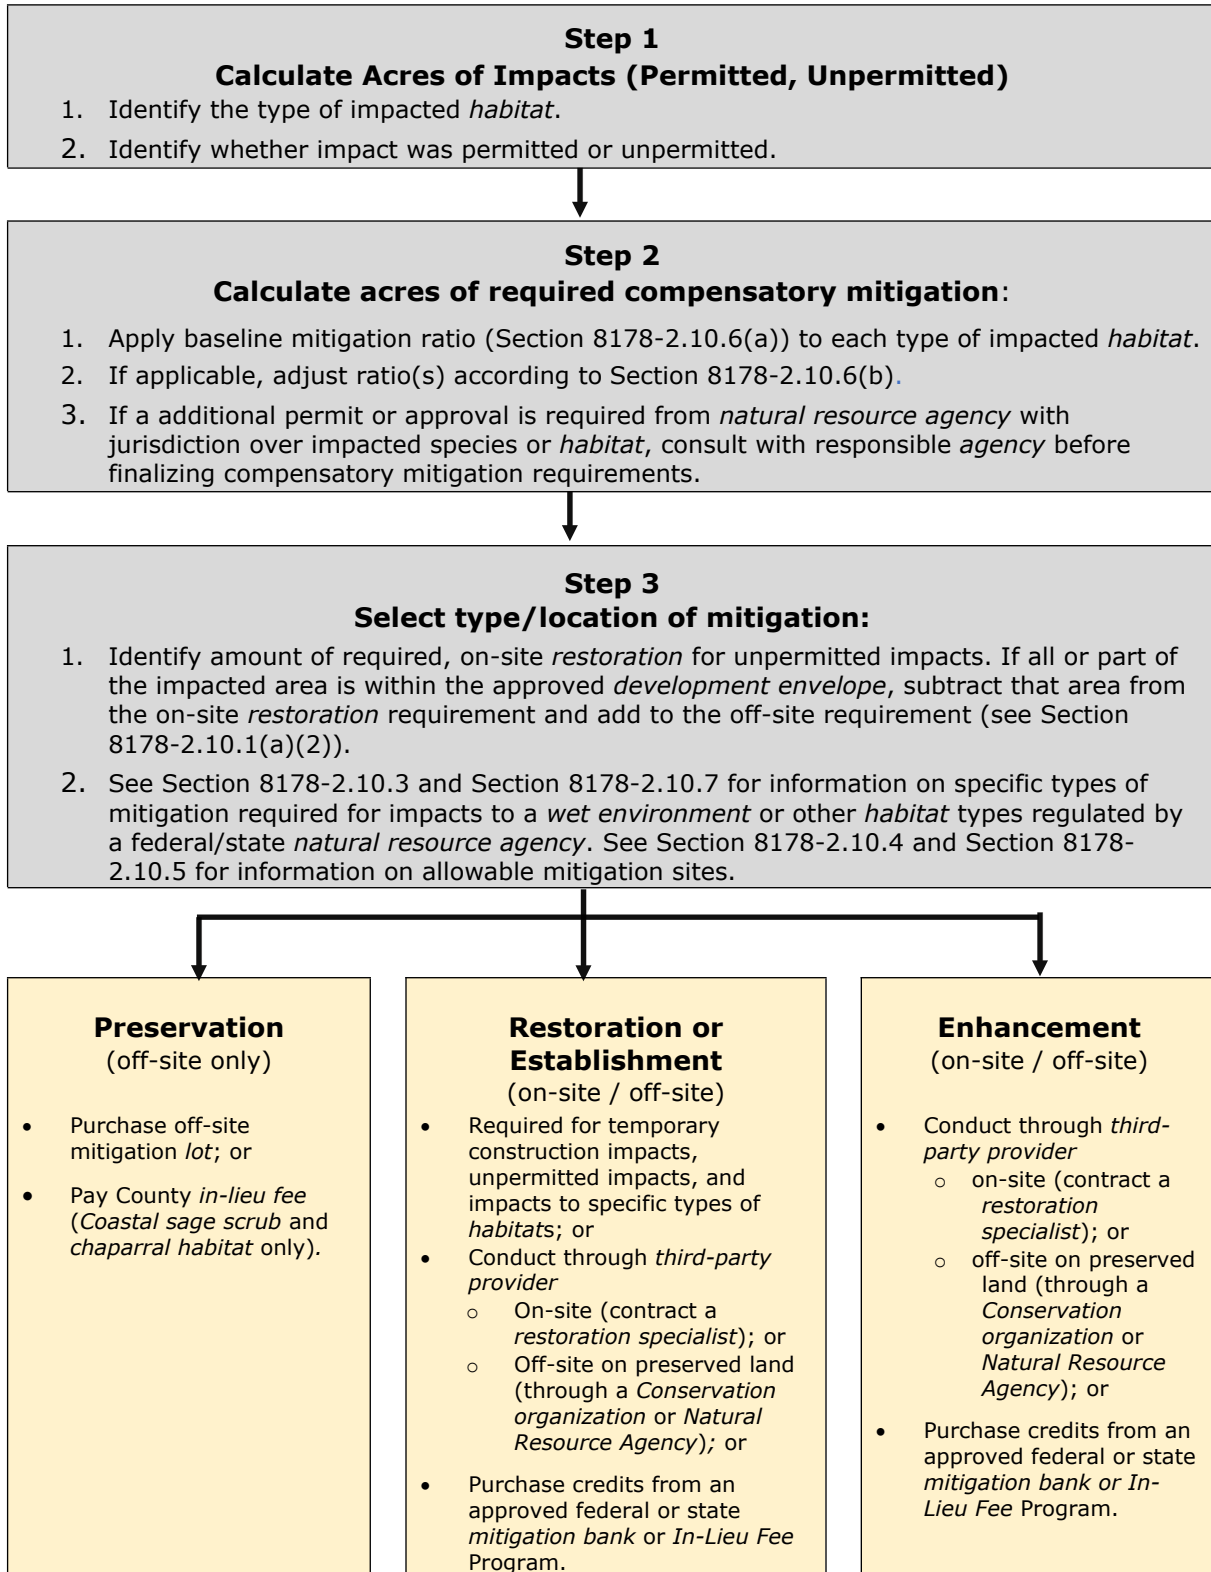 Step 1
Calculate Acres of Impacts (Permitted, Unpermitted)
1. Identify the type of impacted habitat.
2. Identify whether impact was permitted or unpermitted.
Step 2
Calculate acres of required compensatory mitigation:
1. Apply baseline mitigation ratio (Section 8178-2.10.6(a)) to each type of impacted habitat.
2. If applicable, adjust ratio(s) according to Section 8178-2.10.6(b).
3. If a additional permit or approval is required from natural resource agency with
jurisdiction over impacted species or habitat, consult with responsible agency before
finalizing compensatory mitigation requirements.
Step 3
Select type/location of mitigation:
1. Identify amount of required, on-site restoration for unpermitted impacts. If all or part of
the impacted area is within the approved development envelope, subtract that area from
the on-site restoration requirement and add to the off-site requirement (see Section
8178-2.10.1(a)(2)).
2. See Section 8178-2.10.3 and Section 8178-2.10.7 for information on specific types of
mitigation required for impacts to a wet environment or other habitat types regulated by
a federal/state natural resource agency. See Section 8178-2.10.4 and Section 8178-
2.10.5 for information on allowable mitigation sites.
Preservation
(off-site only)
• Purchase off-site
mitigation lot; or
• Pay County in-lieu fee
(Coastal sage scrub and
chaparral habitat only).
Restoration or
Establishment
(on-site / off-site)
• Required for temporary
construction impacts,
unpermitted impacts, and
impacts to specific types of
habitats; or
• Conduct through third-party
provider
o On-site (contract a
restoration specialist); or
o Off-site on preserved land
(through a Conservation
organization or Natural
Resource Agency); or
• Purchase credits from an
approved federal or state
mitigation bank or In-Lieu Fee
Program.
Enhancement
(on-site / off-site)
• Conduct through third-
party provider
o on-site (contract a
restoration
specialist); or
o off-site on preserved
land (through a
Conservation
organization or
Natural Resource
Agency); or
• Purchase credits from an
approved federal or state
mitigation bank or In-
Lieu Fee Program.